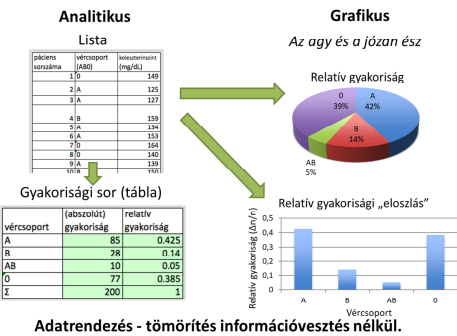 Analitikus
Grafikus
Lista
Az agy és a józan ész
páciens sorszáma vércsoport (AB0) koleszterinszint (mg/dL)
1 0 149
2 A 125
3 A 127
4 B 159
5 A 134
6 A 153
7 0 164
8 0 140
9 A 139
10 B 150
Relatív gyakoriság
0 39%
A 42%
B 14%
AB 5%
Gyakorisági sor (tábla)
vércsoport (abszolút) gyakoriság relatív gyakoriság
A 85 0.425
B 28 0.14
AB 10 0.05
0 77 0.385
Σ 200 1
Relatív gyakorisági „eloszlás”
Relatív gyakoriság (Δn/n)
0,5
0,4
0,3
0,2
0,1
0
A B AB 0
Vércsoport
Adatrendezés - tömörítés információvesztés nélkül.